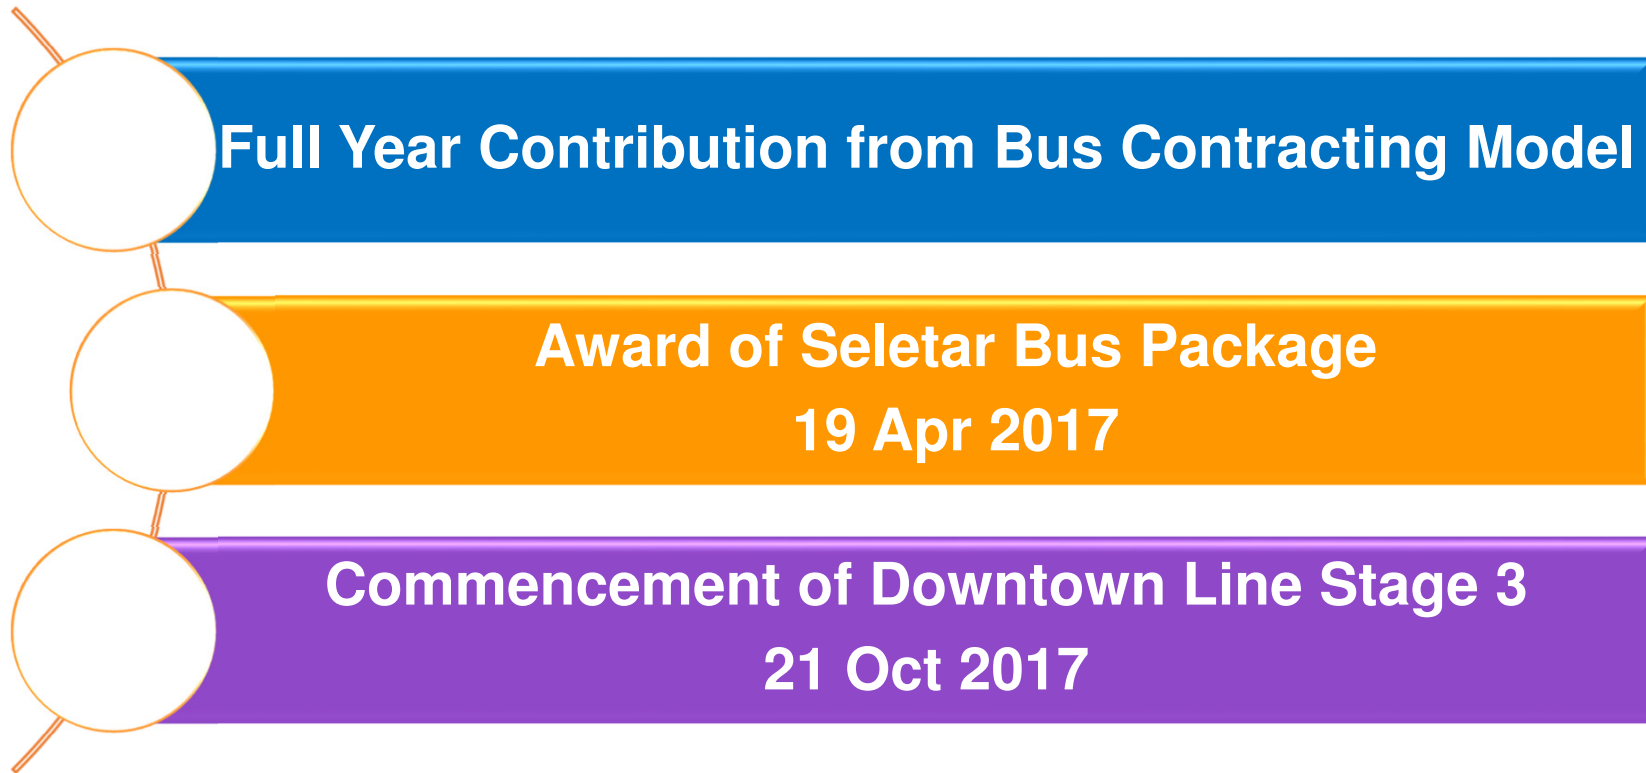 Full Year Contribution from Bus Contracting Model
Award of Seletar Bus Package
19 Apr 2017
Commencement of Downtown Line Stage 3
21 Oct 2017